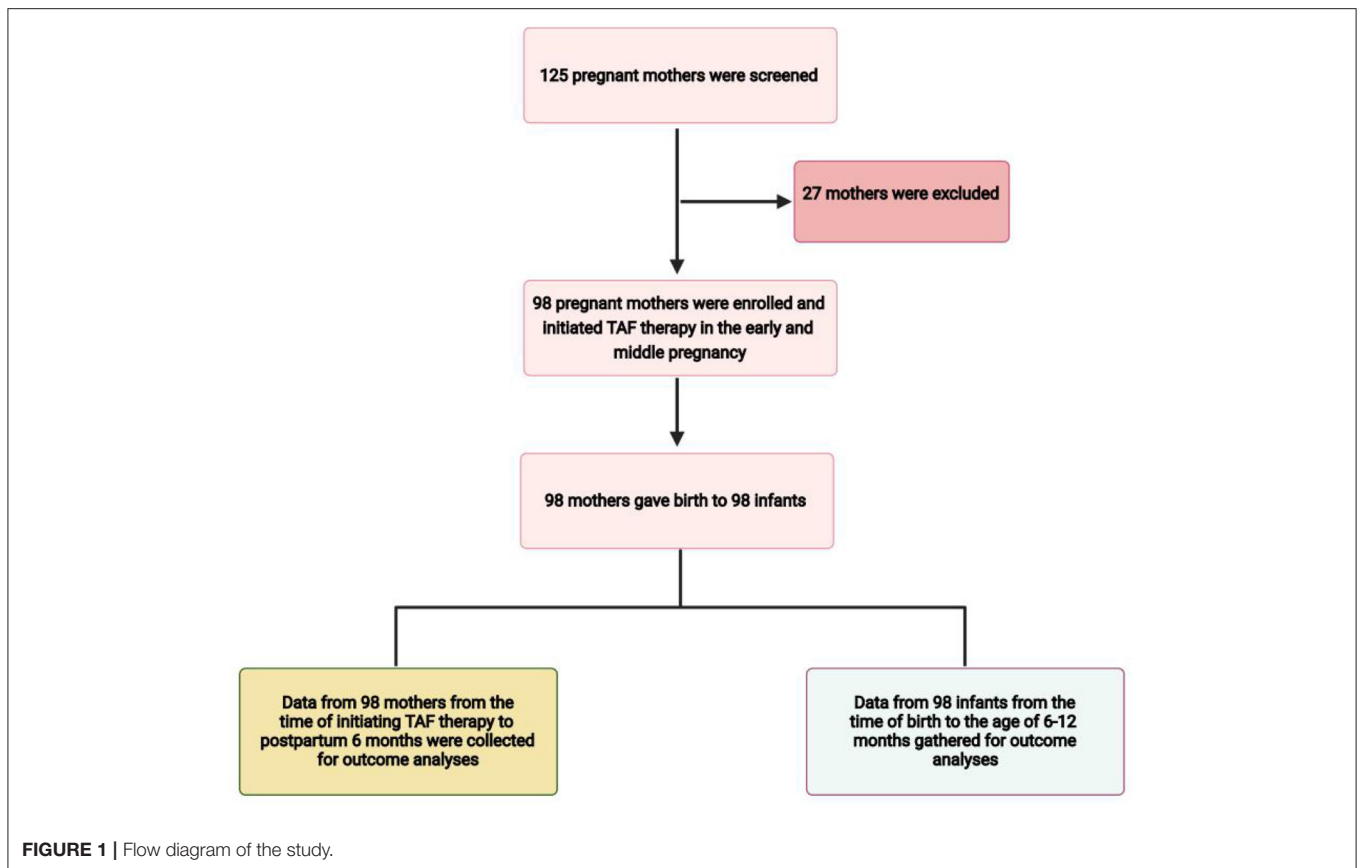 125 pregnant mothers were screened
27 mothers were excluded
98 pregnant mothers were enrolled and
initiated TAF therapy in the early and
middle pregnancy
98 mothers gave birth to 98 infants
Data from 98 mothers from the
time of initiating TAF therapy to
postpartum 6 months were collected
for outcome analyses
Data from 98 infants from the
time of birth to the age of 6-12
months gathered for outcome
analyses
FIGURE 1 | Flow diagram of the study.